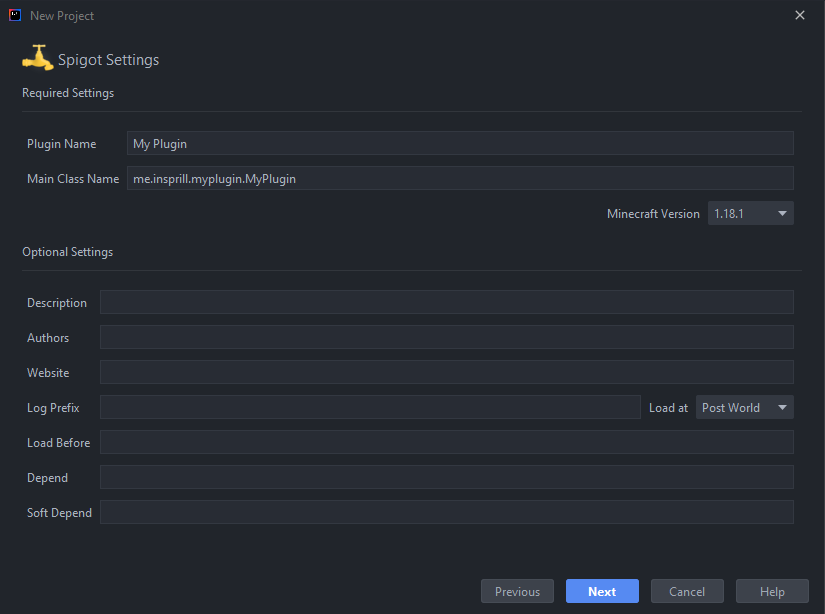 New Project
Spigot Settings
Required Settings
Plugin Name My Plugin
Main Class Name me.insprill.myplugin.MyPlugin
Minecraft Version 1.18.1
Optional Settings
Description
Authors
Website
Log Prefix Load at Post World
Load Before
Depend
Soft Depend
Previous Next Cancel Help